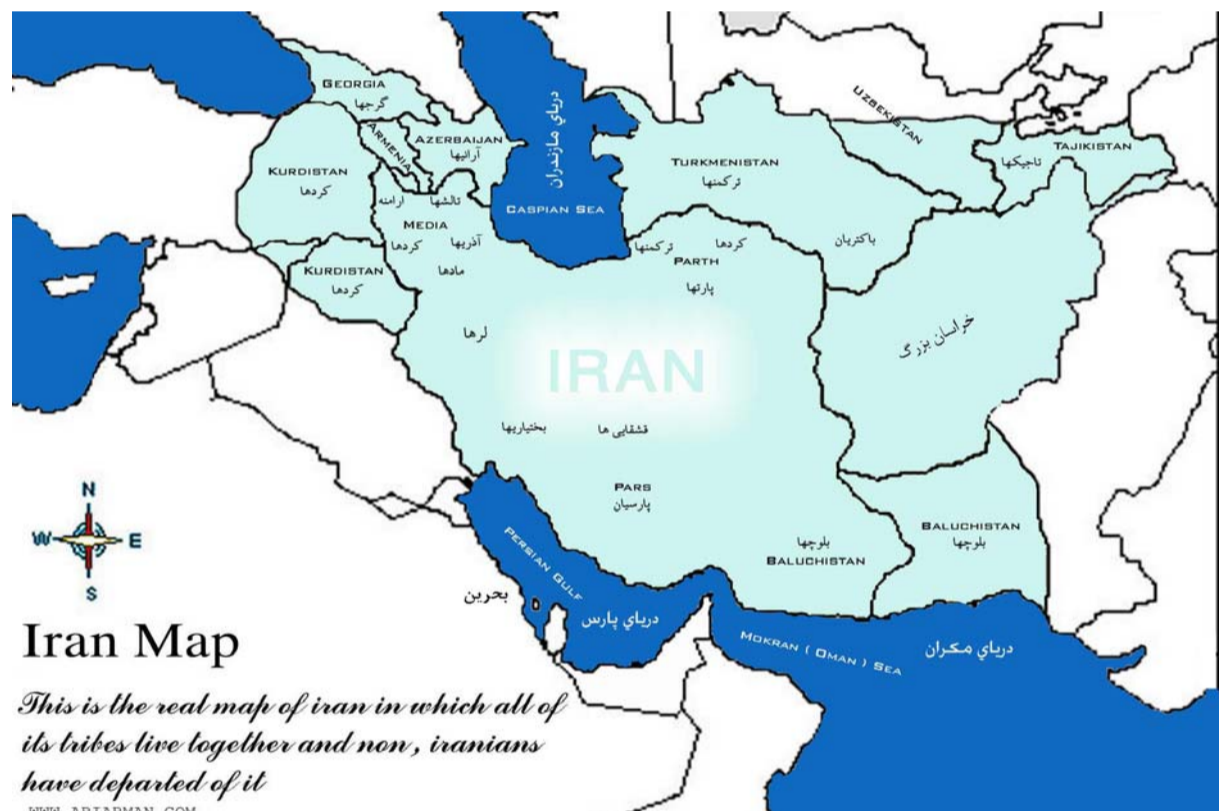 GEORGIA
گرجها
UZBEKISTAN
دریای مازندران
ARMENIA
AZERBAIJAN
آرانیها
TAJIKISTAN
تاجیکها
KURDISTAN
کردها
TURKMENISTAN
ترکمنها
ارامنه
تالشها
CASPIAN SEA
MEDIA
کردها
آذریها
ترکمنها
کردها
باکتریان
PARTH
پارتها
KURDISTAN
کردها
مادها
لرها
خراسان بزرگ
IRAN
بختیاریها
قشقایی ها
PARS
پارسیان
BALUCHISTAN
بلوچها
بلوچها
BALUCHISTAN
N
W
E
S
PERSIAN GULF
بحرین
دریای پارس
MOKRAN ( OMAN ) SEA
دریای مکران
Iran Map
This is the real map of iran in which all of
its tribes live together and non , iranians
have departed of it